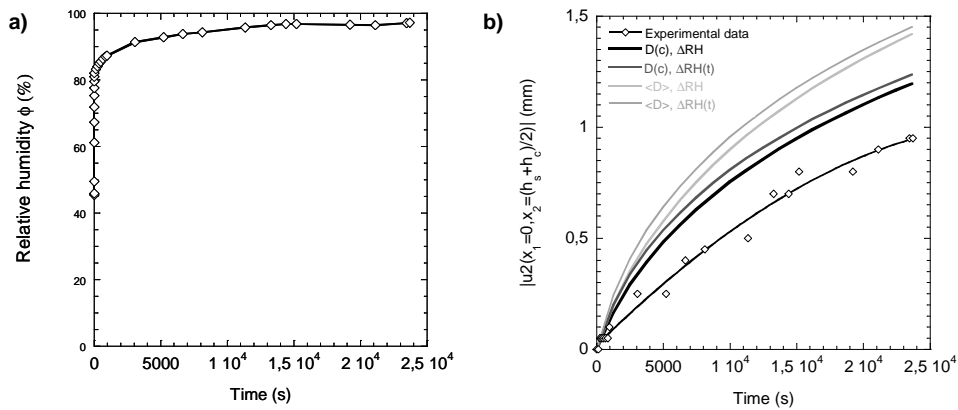 a)
Relative humidity ϕ (%)
100
80
60
40
20
0
0
5000
1 10⁴
1,5 10⁴
2 10⁴
2,5 10⁴
Time (s)
b)
|u2(x₁=0,x₂=(hₛ+h꜀)/2)| (mm)
1,5
1
0,5
0
Experimental data
D(c), ΔRH
D(c), ΔRH(t)
<D>, ΔRH
<D>, ΔRH(t)
0
5000
1 10⁴
1,5 10⁴
2 10⁴
2,5 10⁴
Time (s)